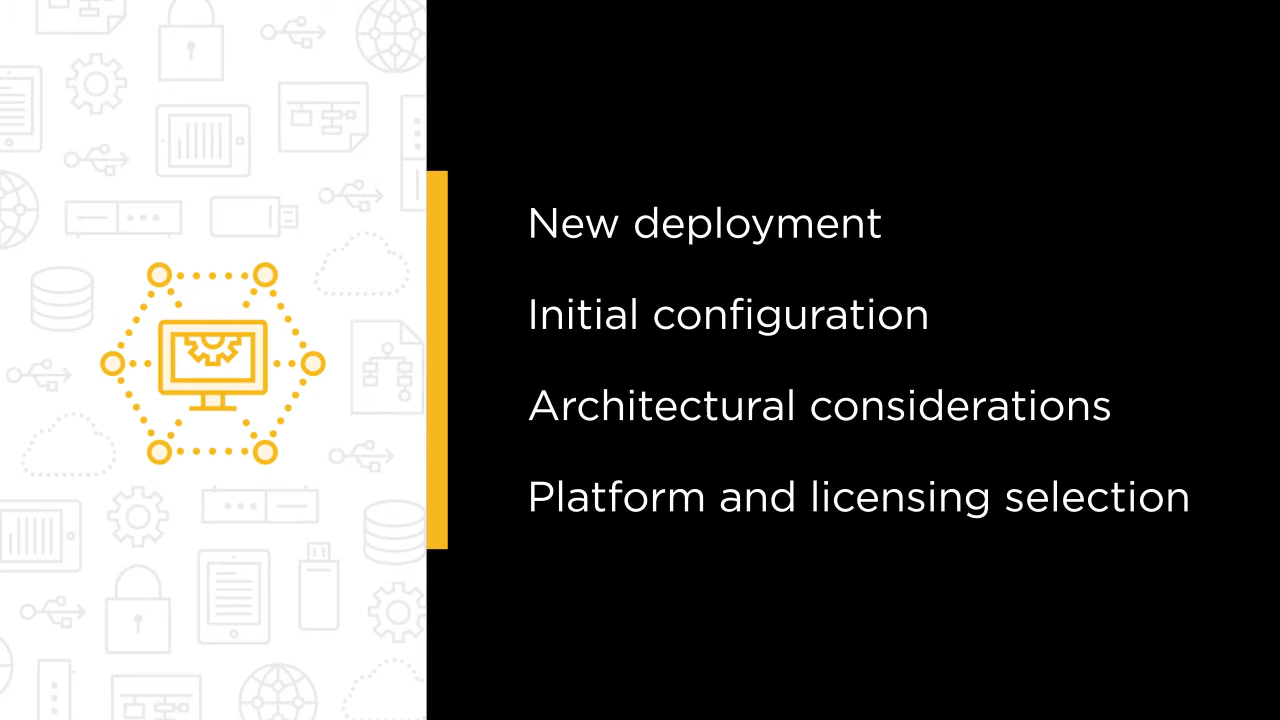 New deployment
Initial configuration
Architectural considerations
Platform and licensing selection